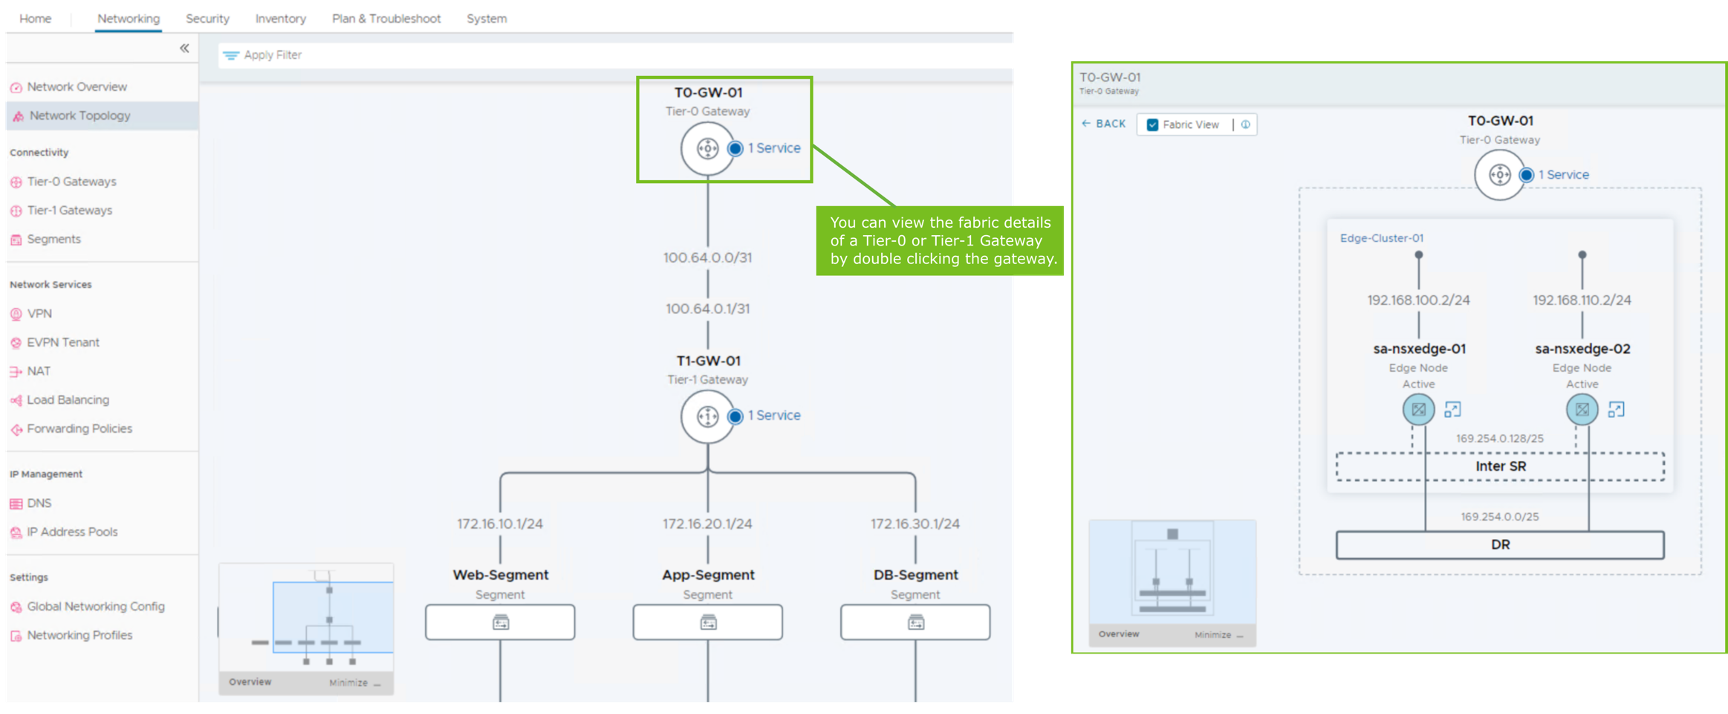 Home
Networking
Security
Inventory
Plan & Troubleshoot
System
Network Overview
Network Topology
Connectivity
Tier-0 Gateways
Tier-1 Gateways
Segments
Network Services
VPN
EVPN Tenant
NAT
Load Balancing
Forwarding Policies
IP Management
DNS
IP Address Pools
Settings
Global Networking Config
Networking Profiles
Apply Filter
T0-GW-01
Tier-0 Gateway
1 Service
100.64.0.0/31
100.64.0.1/31
T1-GW-01
Tier-1 Gateway
1 Service
172.16.10.1/24
172.16.20.1/24
172.16.30.1/24
Web-Segment
Segment
App-Segment
Segment
DB-Segment
Segment
Overview
Minimize
You can view the fabric details
of a Tier-0 or Tier-1 Gateway
by double clicking the gateway.
T0-GW-01
Tier-0 Gateway
BACK
Fabric View
T0-GW-01
Tier-0 Gateway
1 Service
Edge-Cluster-01
192.168.100.2/24
192.168.110.2/24
sa-nsxedge-01
Edge Node
Active
sa-nsxedge-02
Edge Node
Active
169.254.0.128/25
Inter SR
169.254.0.0/25
DR
Overview
Minimize